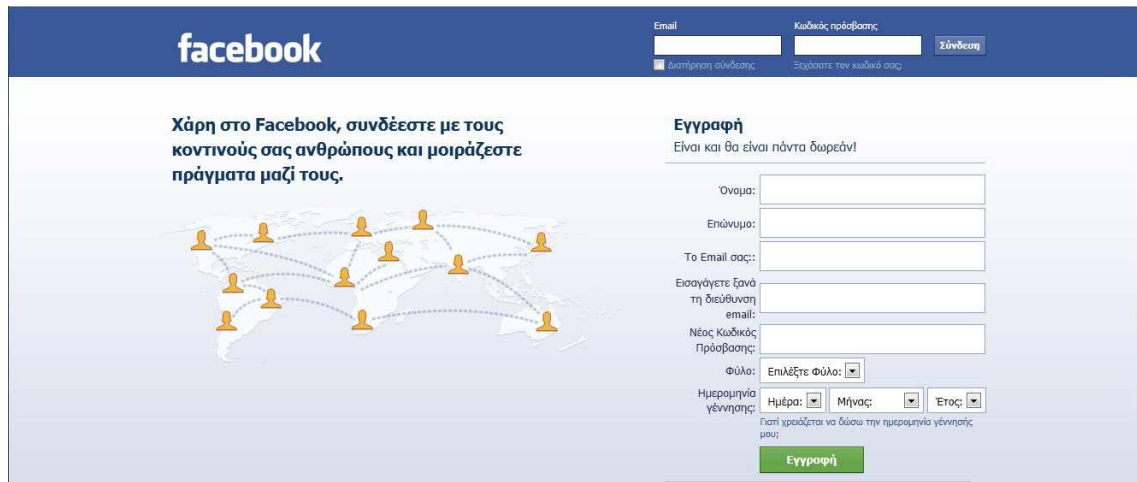 facebook
Email
Κωδικός πρόσβασης
Σύνδεση
Διατήρηση σύνδεσης
Ξεχάσατε τον κωδικό σας;
Χάρη στο Facebook, συνδέεστε με τους
κοντινούς σας ανθρώπους και μοιράζεστε
πράγματα μαζί τους.
Εγγραφή
Είναι και θα είναι πάντα δωρεάν!
Όνομα:
Επώνυμο:
Το Email σας::
Εισαγάγετε ξανά
τη διεύθυνση
email:
Νέος Κωδικός
Πρόσβασης:
Φύλο: Επιλέξτε Φύλο:
Ημερομηνία
γέννησης:
Ημέρα: Μήνας: Έτος:
Γιατί χρειάζεται να δώσω την ημερομηνία γέννησής
μου;
Εγγραφή